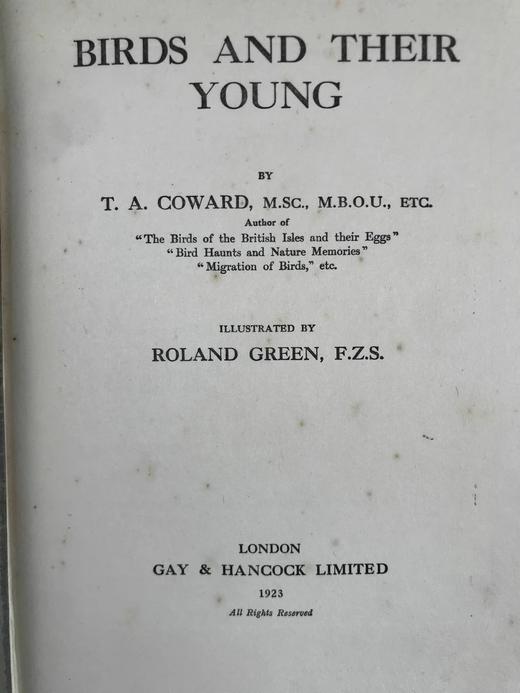 BIRDS AND THEIR
YOUNG
BY
T. A. COWARD, M.SC., M.B.O.U., ETC.
Author of
"The Birds of the British Isles and their Eggs"
"Bird Haunts and Nature Memories"
"Migration of Birds," etc.
ILLUSTRATED BY
ROLAND GREEN, F.Z.S.
LONDON
GAY & HANCOCK LIMITED
1923
All Rights Reserved